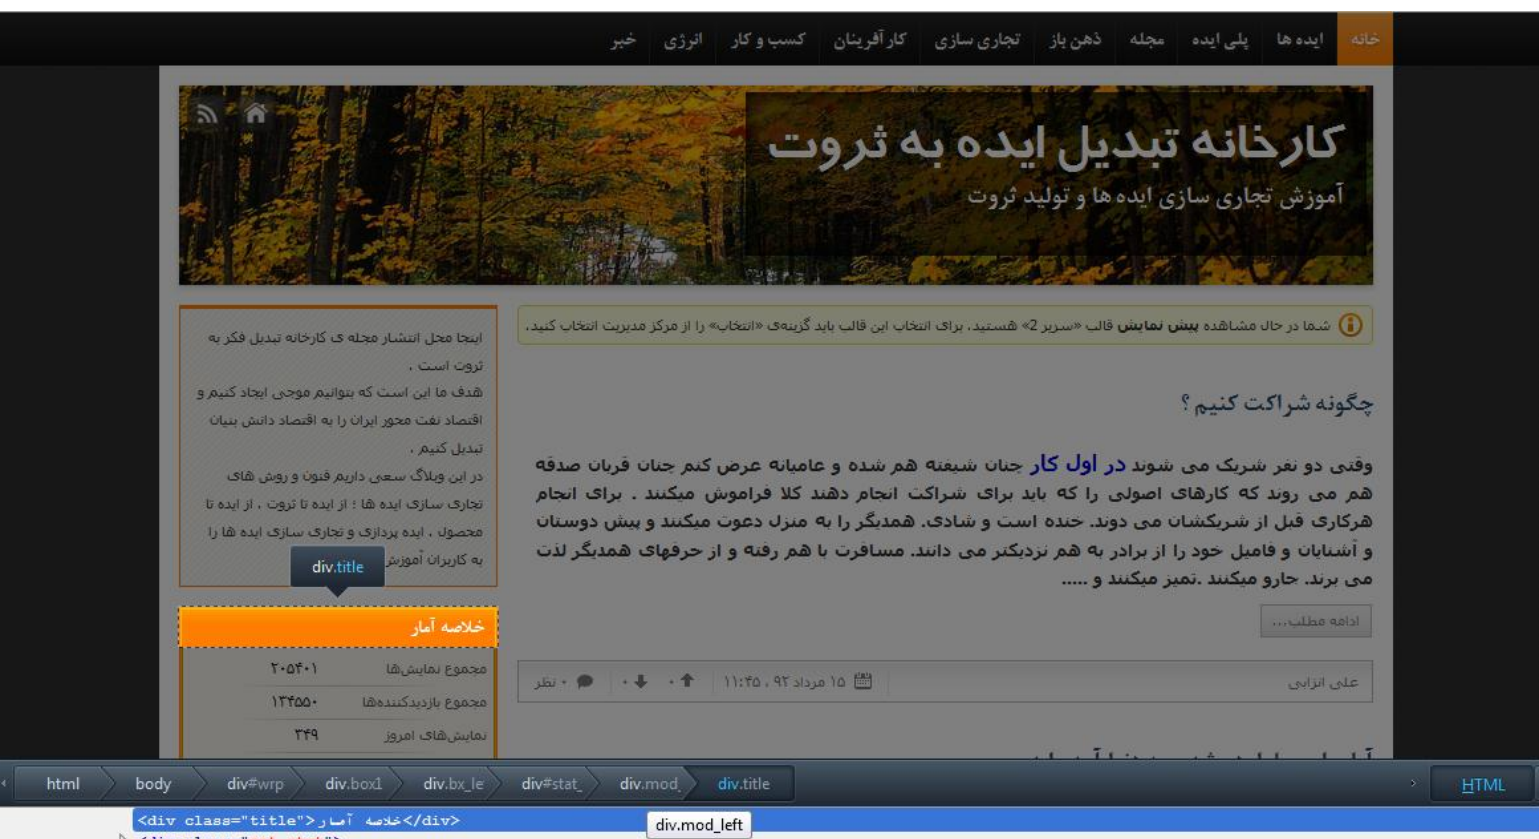 خانه ایده ها پلی ایده مجله ذهن باز تجاری سازی کارآفرینان کسب و کار انرژی خبر
کارخانه تبدیل ایده به ثروت
آموزش تجاری سازی ایده ها و تولید ثروت
شما در حال مشاهده پیش نمایش قالب «سریر 2» هستید. برای انتخاب این قالب باید گزینه‌ی «انتخاب» را از مرکز مدیریت انتخاب کنید.
چگونه شراکت کنیم ؟
وقتی دو نفر شریک می شوند در اول کار چنان شیفته هم شده و عامیانه عرض کنم چنان قربان صدقه
هم می روند که کارهای اصولی را که باید برای شراکت انجام دهند کلا فراموش میکنند . برای انجام
هرکاری قبل از شریکشان می دوند. خنده است و شادی. همدیگر را به منزل دعوت میکنند و پیش دوستان
و آشنایان و فامیل خود را از برادر به هم نزدیکتر می دانند. مسافرت با هم رفته و از حرفهای همدیگر لذت
می برند. جارو میکنند .تمیز میکنند و .....
ادامه مطلب...
علی انزابی
۱۵ مرداد ۹۲ ، ۱۱:۴۵ ۰ ۰ ۰ نظر
اینجا محل انتشار مجله ی کارخانه تبدیل فکر به
ثروت است .
هدف ما این است که بتوانیم موجی ایجاد کنیم و
اقتصاد نفت محور ایران را به اقتصاد دانش بنیان
تبدیل کنیم .
در این وبلاگ سعی داریم فنون و روش های
تجاری سازی ایده ها ؛ از ایده تا ثروت ، از ایده تا
محصول ، ایده پردازی و تجاری سازی ایده ها را
به کاربران آموزش
div.title
خلاصه آمار
مجموع نمایش‌ها ۲۰۵۴۰۱
مجموع بازدیدکننده‌ها ۱۳۴۵۵۰
نمایش‌های امروز ۳۴۹
html body div#wrp div.box1 div.bx_le div#stat_ div.mod_ div.title HTML
<div class="title">خلاصه آمار</div>
div.mod_left